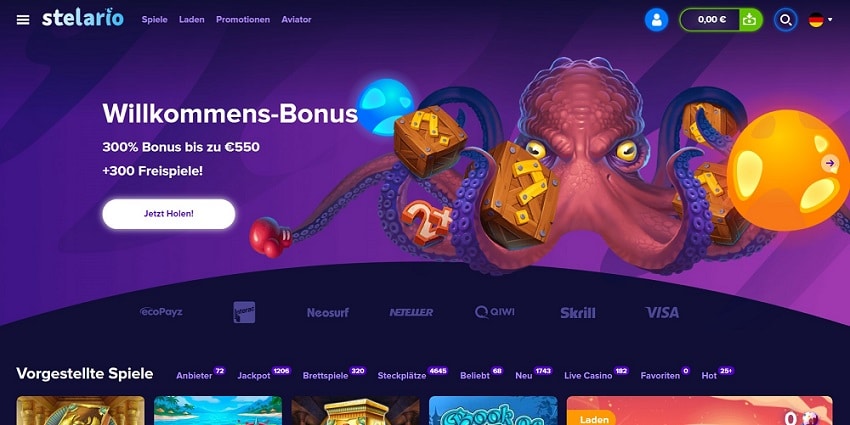 stelario
Spiele Laden Promotionen Aviator
0,00 €
Willkommens-Bonus
300% Bonus bis zu €550
+300 Freispiele!
Jetzt Holen!
ecoPayz Neosurf NETELLER QIWI Skrill VISA
Vorgestellte Spiele Anbieter 72 Jackpot 1206 Brettspiele 320 Steckplätze 4645 Beliebt 68 Neu 1743 Live Casino 182 Favoriten 0 Hot 25+
Laden 0